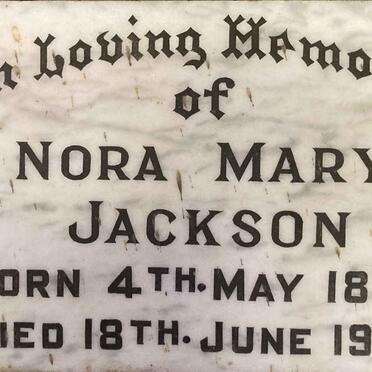 n Loving Memo
of
NORA MARY
JACKSON
ORN 4TH. MAY 18
IED 18TH. JUNE 19